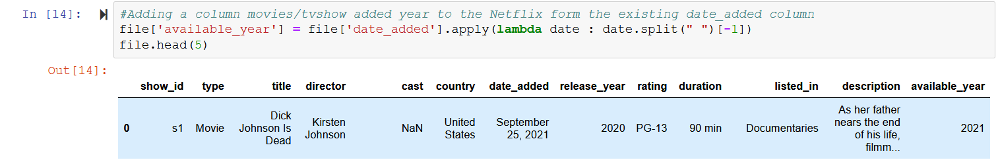 In [14]:
#Adding a column movies/tvshow added year to the Netflix form the existing date_added column
file['available_year'] = file['date_added'].apply(lambda date : date.split(" ")[-1])
file.head(5)
Out[14]:
show_id type title director cast country date_added release_year rating duration listed_in description available_year
0 s1 Movie Dick Johnson Is Dead Kirsten Johnson NaN United States September 25, 2021 2020 PG-13 90 min Documentaries As her father nears the end of his life, filmm... 2021